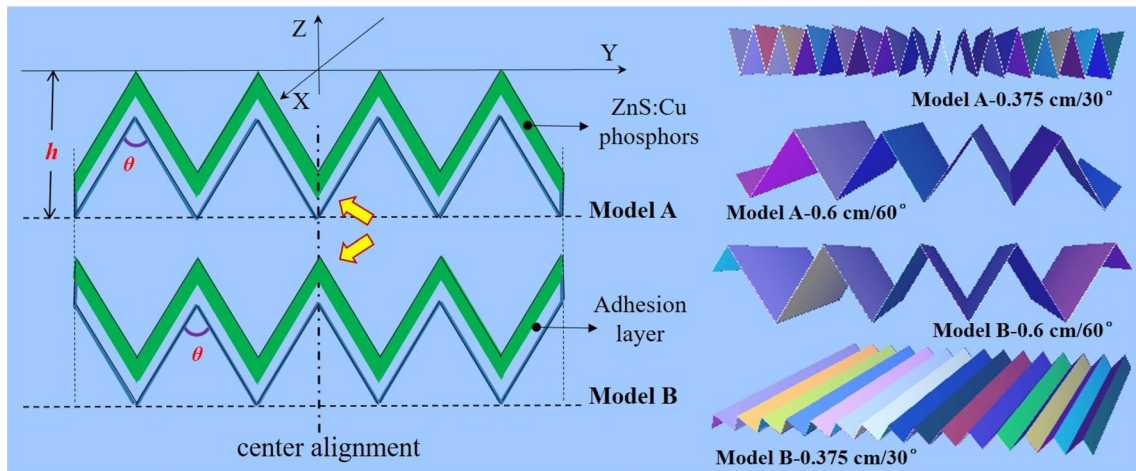 Z
Y
X
h
θ
ZnS:Cu
phosphors
Model A
θ
Adhesion
layer
Model B
center alignment
Model A-0.375 cm/30°
Model A-0.6 cm/60°
Model B-0.6 cm/60°
Model B-0.375 cm/30°